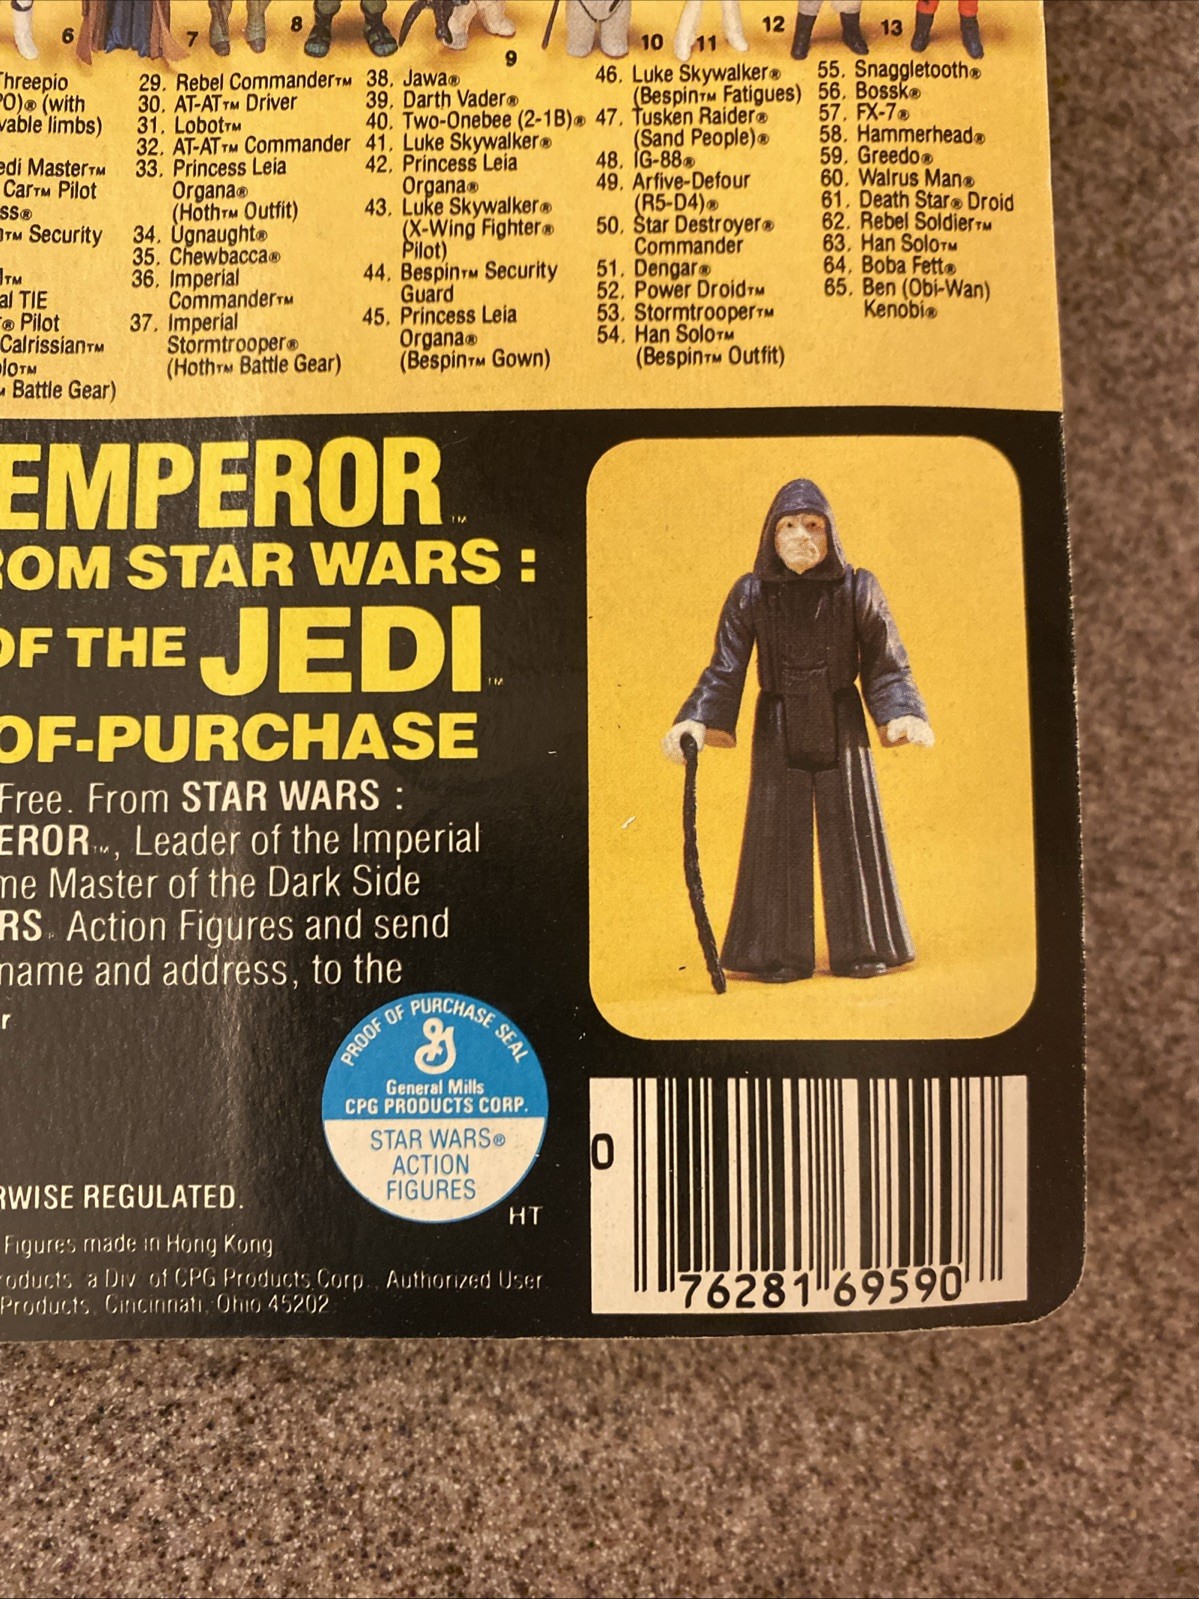 6
7
8
9
10
11
12
13
Threepio
PO)® (with
vable limbs)
edi Master™
Car™ Pilot
ss®
™ Security
l™
al TIE
® Pilot
Calrissian™
olo™
Battle Gear)
29. Rebel Commander™
30. AT-AT™ Driver
31. Lobot™
32. AT-AT™ Commander
33. Princess Leia
Organa®
(Hoth™ Outfit)
34. Ugnaught®
35. Chewbacca®
36. Imperial
Commander™
37. Imperial
Stormtrooper®
(Hoth™ Battle Gear)
38. Jawa®
39. Darth Vader®
40. Two-Onebee (2-1B)®
41. Luke Skywalker®
42. Princess Leia
Organa®
43. Luke Skywalker®
(X-Wing Fighter®
Pilot)
44. Bespin™ Security
Guard
45. Princess Leia
Organa®
(Bespin™ Gown)
46. Luke Skywalker®
(Bespin™ Fatigues)
47. Tusken Raider®
(Sand People)®
48. IG-88®
49. Arfive-Defour
(R5-D4)®
50. Star Destroyer®
Commander
51. Dengar®
52. Power Droid™
53. Stormtrooper™
54. Han Solo™
(Bespin™ Outfit)
55. Snaggletooth®
56. Bossk®
57. FX-7®
58. Hammerhead®
59. Greedo®
60. Walrus Man®
61. Death Star® Droid
62. Rebel Soldier™
63. Han Solo™
64. Boba Fett®
65. Ben (Obi-Wan)
Kenobi®
EMPEROR™
ROM STAR WARS :
OF THE JEDI™
OF-PURCHASE
Free. From STAR WARS :
EROR™, Leader of the Imperial
me Master of the Dark Side
RS. Action Figures and send
name and address, to the
r
PROOF OF PURCHASE SEAL
General Mills
CPG PRODUCTS CORP.
STAR WARS®
ACTION
FIGURES
RWISE REGULATED.
HT
Figures made in Hong Kong
roducts, a Div. of CPG Products Corp., Authorized User
Products, Cincinnati, Ohio 45202
0
76281 69590